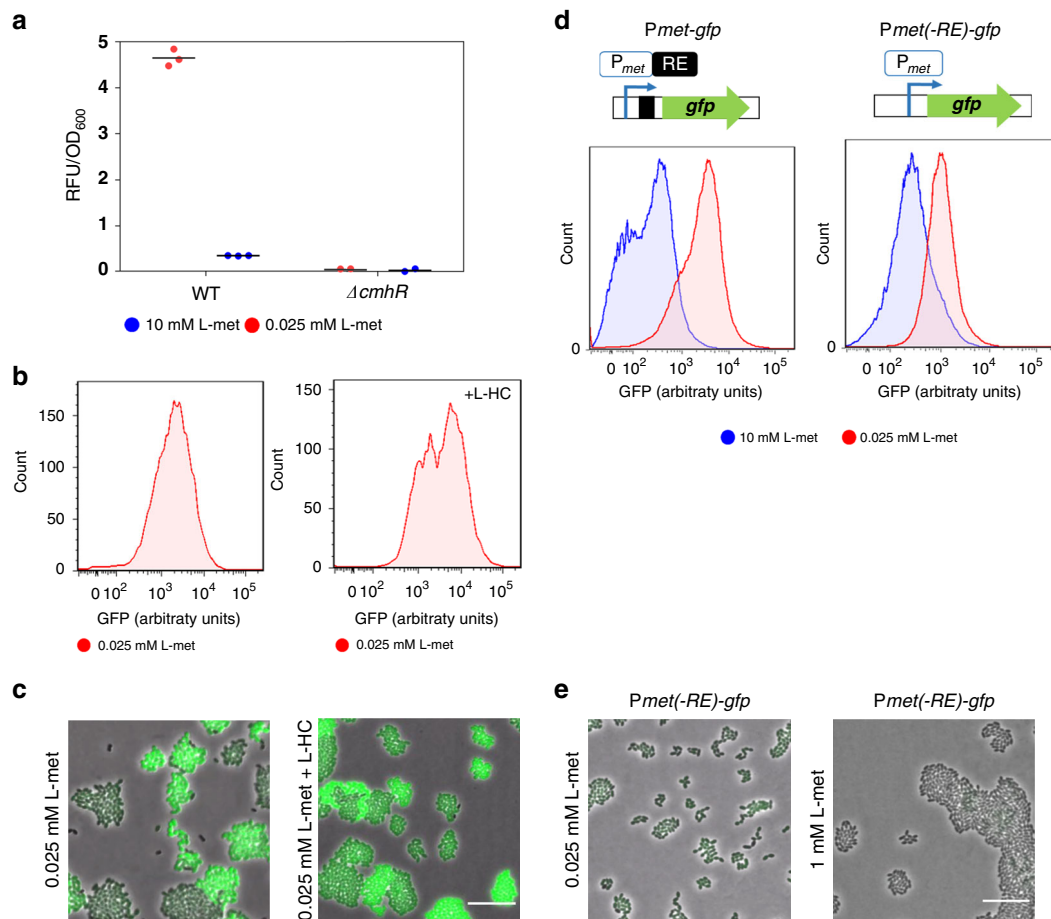 a
5
4
3
2
1
0
RFU/OD600
WT
ΔcmhR
10 mM L-met
0.025 mM L-met
b
150
100
50
0
Count
0 10² 10³ 10⁴ 10⁵
GFP (arbitraty units)
0.025 mM L-met
+L-HC
150
100
50
0
Count
0 10² 10³ 10⁴ 10⁵
GFP (arbitraty units)
0.025 mM L-met
c
0.025 mM L-met
0.025 mM L-met + L-HC
d
Pmet-gfp
Pmet
RE
gfp
Count
0
0 10² 10³ 10⁴ 10⁵
GFP (arbitraty units)
Pmet(-RE)-gfp
Pmet
gfp
Count
0
0 10² 10³ 10⁴ 10⁵
GFP (arbitraty units)
10 mM L-met
0.025 mM L-met
e
Pmet(-RE)-gfp
0.025 mM L-met
Pmet(-RE)-gfp
1 mM L-met